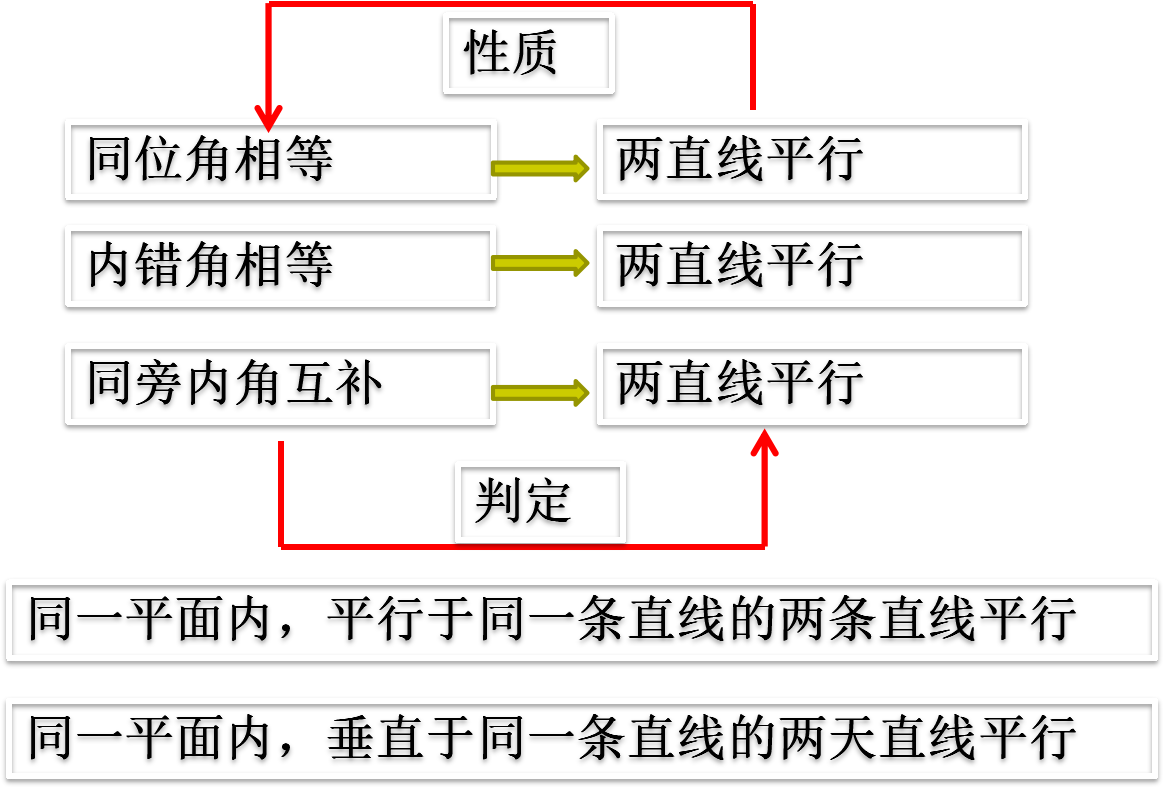 性质
同位角相等
两直线平行
内错角相等
两直线平行
同旁内角互补
两直线平行
判定
同一平面内，平行于同一条直线的两条直线平行
同一平面内，垂直于同一条直线的两天直线平行